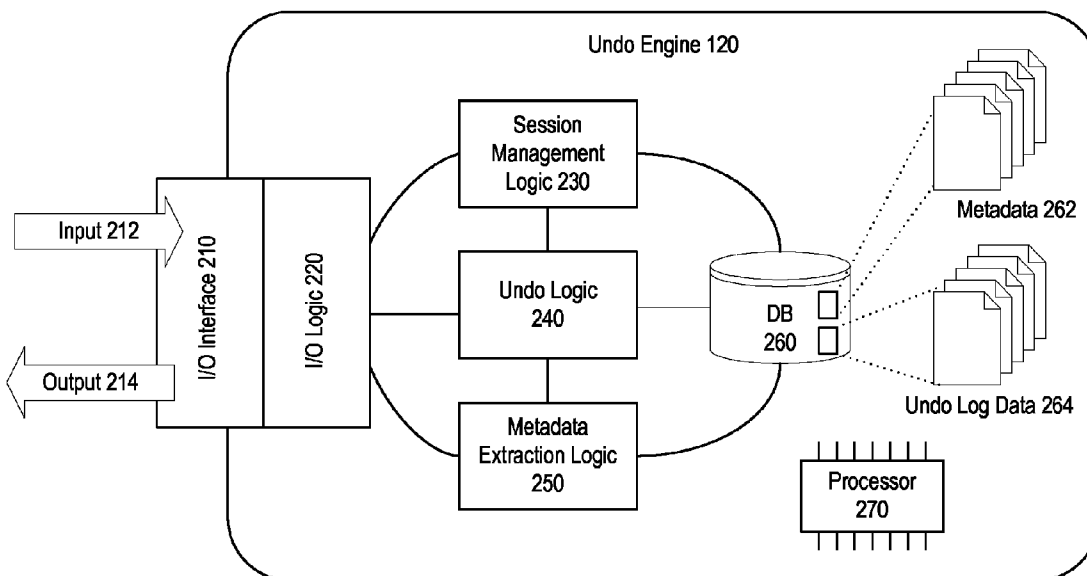 Undo Engine 120
Session
Management
Logic 230
Metadata 262
Input 212
I/O Interface 210
I/O Logic 220
Undo Logic
240
DB
260
Output 214
Undo Log Data 264
Metadata
Extraction Logic
250
Processor
270